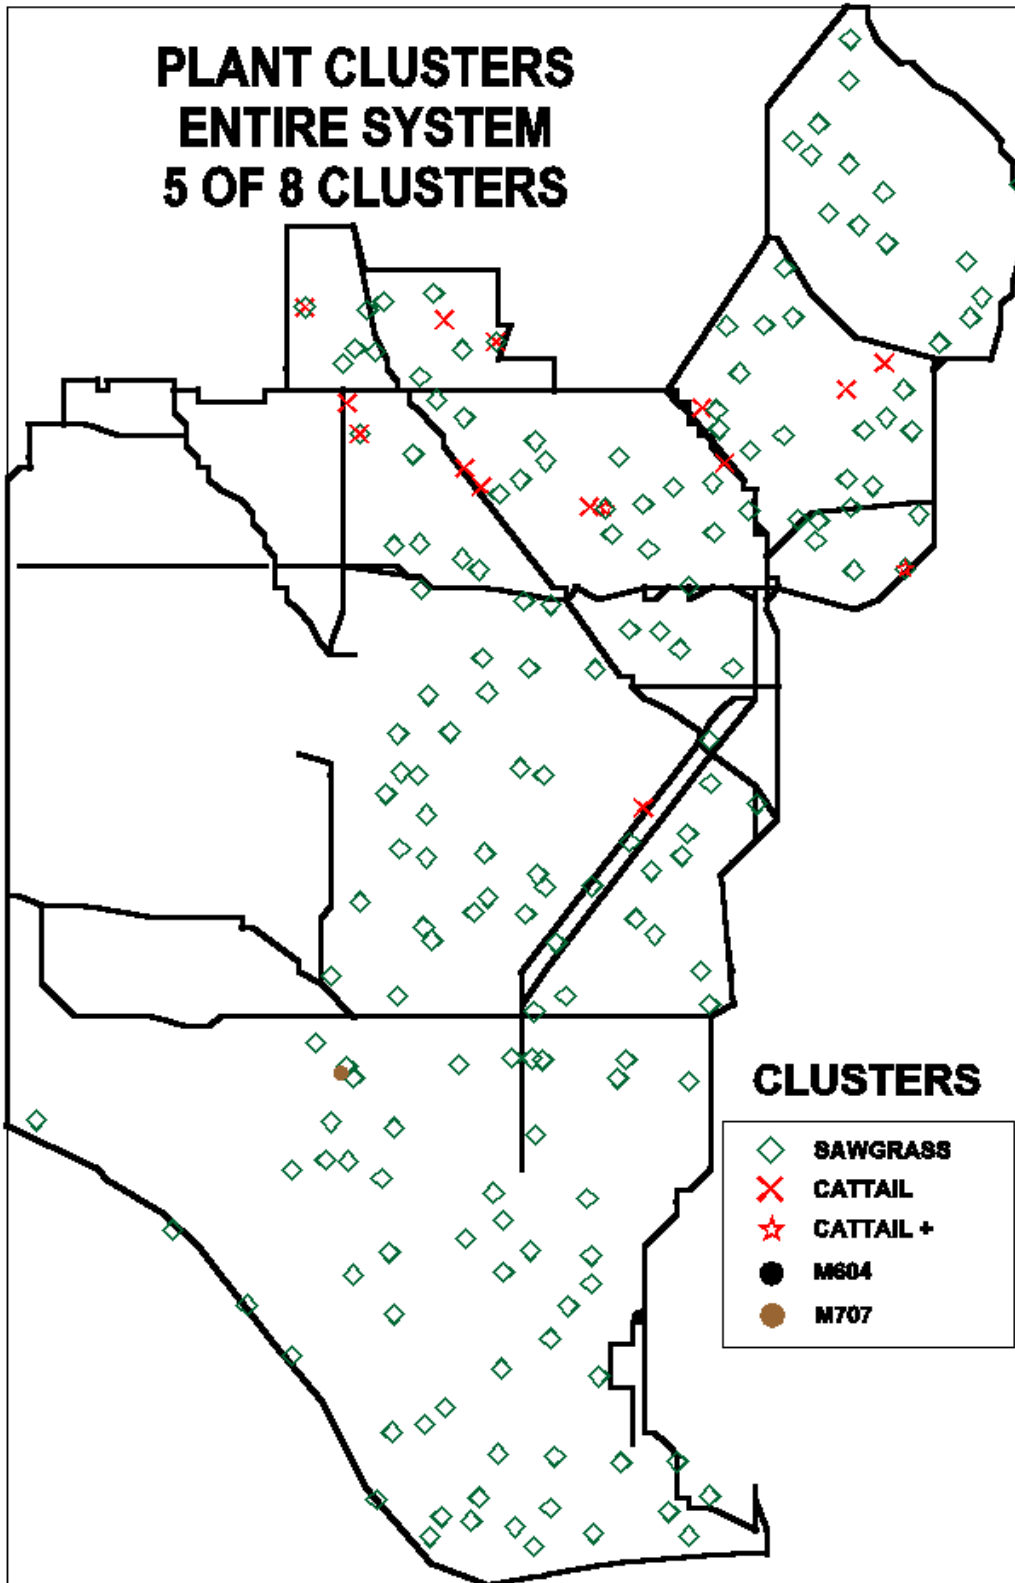 PLANT CLUSTERS
ENTIRE SYSTEM
5 OF 8 CLUSTERS
CLUSTERS
SAWGRASS
CATTAIL
CATTAIL +
M604
M707